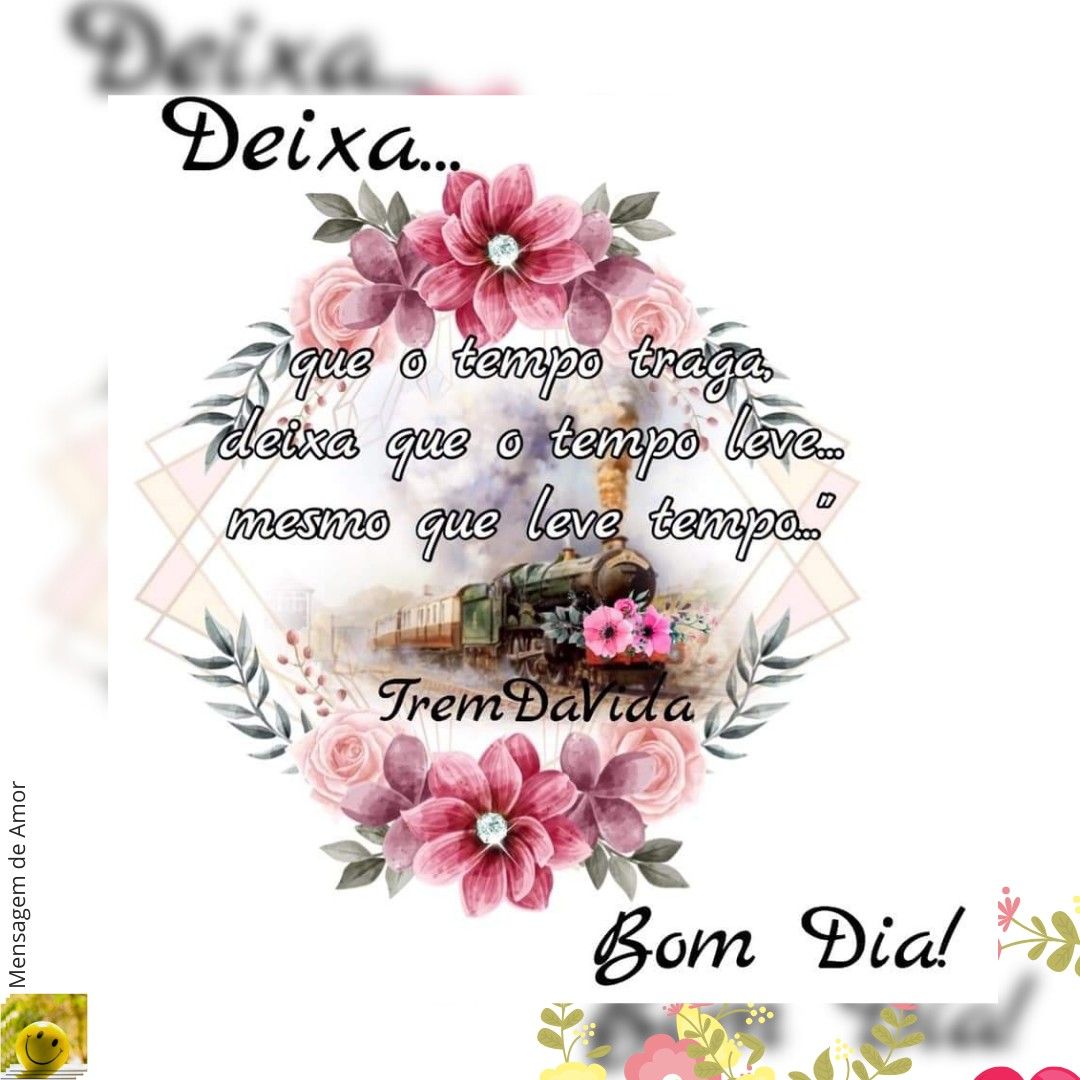 Deixa...
que o tempo traga,
deixa que o tempo leve...
mesmo que leve tempo..."
TremDaVida
Bom Dia!
Mensagem de Amor